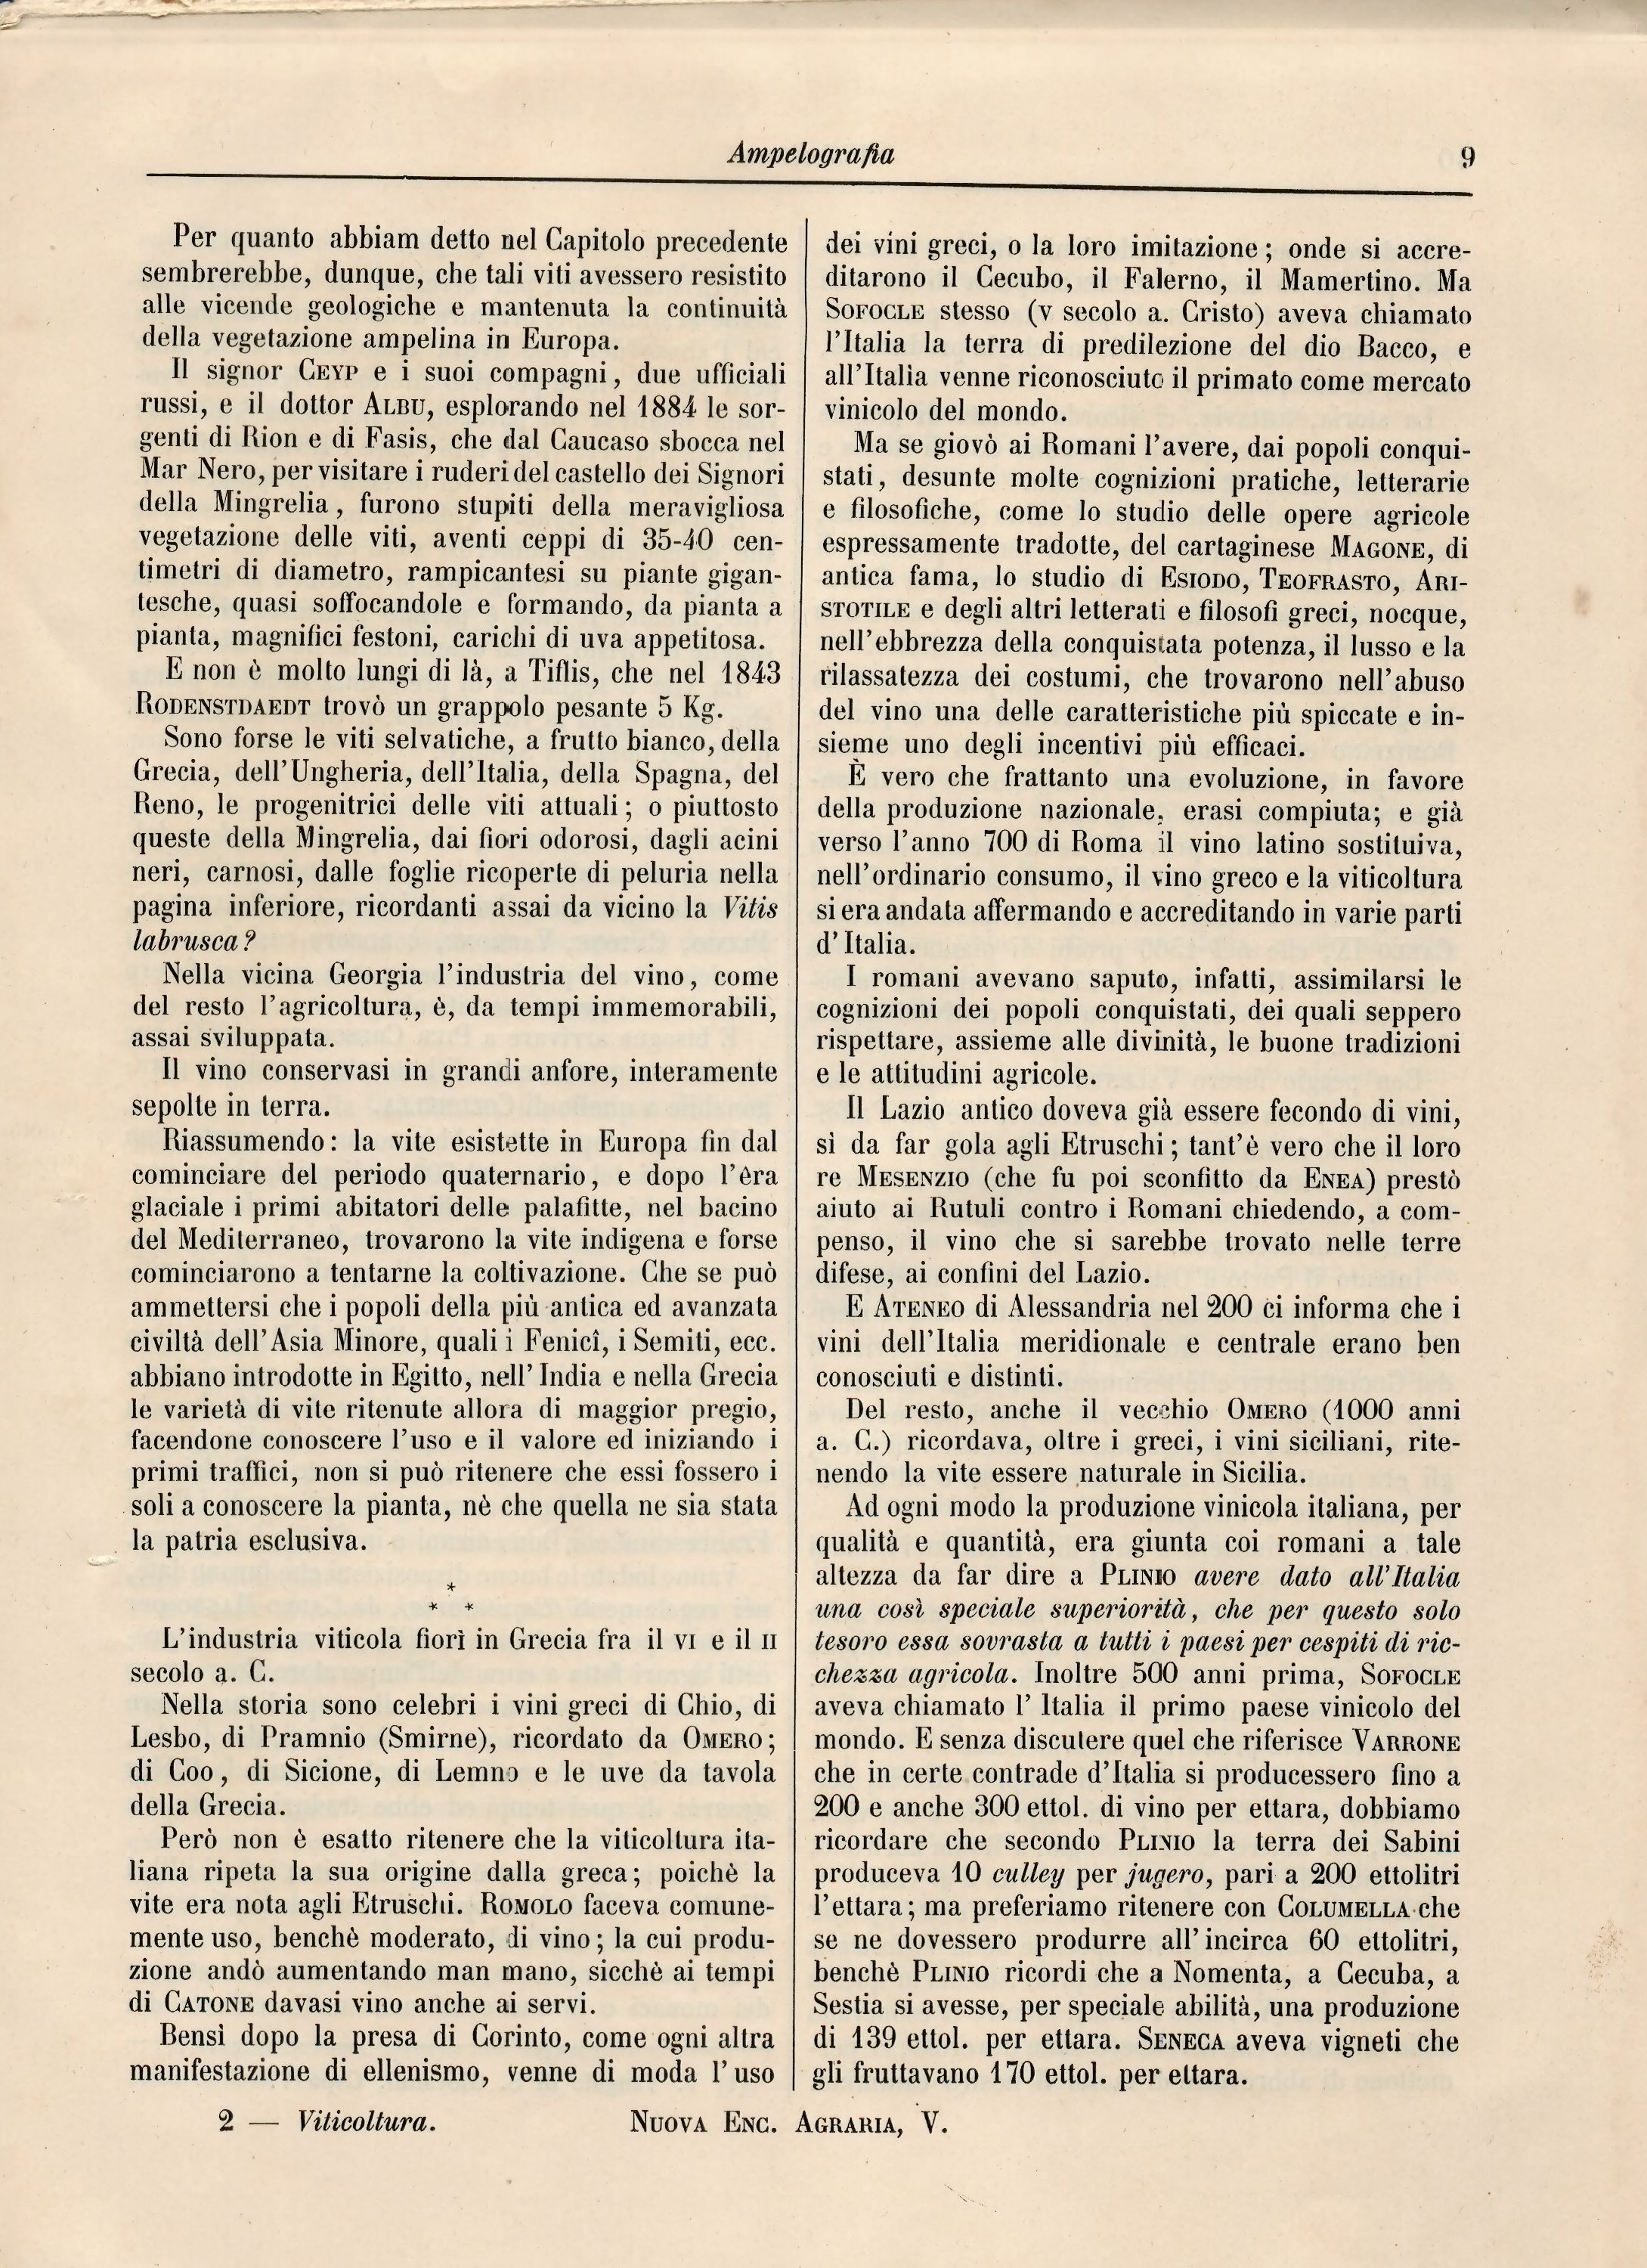 Ampelografia
9
Per quanto abbiam detto nel Capitolo precedente
sembrerebbe, dunque, che tali viti avessero resistito
alle vicende geologiche e mantenuta la continuità
della vegetazione ampelina in Europa.
Il signor CEYP e i suoi compagni, due ufficiali
russi, e il dottor ALBU, esplorando nel 1884 le sor-
genti di Rion e di Fasis, che dal Caucaso sbocca nel
Mar Nero, per visitare i ruderi del castello dei Signori
della Mingrelia, furono stupiti della meravigliosa
vegetazione delle viti, aventi ceppi di 35-40 cen-
timetri di diametro, rampicantesi su piante gigan-
tesche, quasi soffocandole e formando, da pianta a
pianta, magnifici festoni, carichi di uva appetitosa.
E non è molto lungi di là, a Tiflis, che nel 1843
RODENSTDAEDT trovò un grappolo pesante 5 Kg.
Sono forse le viti selvatiche, a frutto bianco, della
Grecia, dell'Ungheria, dell'Italia, della Spagna, del
Reno, le progenitrici delle viti attuali; o piuttosto
queste della Mingrelia, dai fiori odorosi, dagli acini
neri, carnosi, dalle foglie ricoperte di peluria nella
pagina inferiore, ricordanti assai da vicino la Vitis
labrusca?
Nella vicina Georgia l'industria del vino, come
del resto l'agricoltura, è, da tempi immemorabili,
assai sviluppata.
Il vino conservasi in grandi anfore, interamente
sepolte in terra.
Riassumendo: la vite esistette in Europa fin dal
cominciare del periodo quaternario, e dopo l'èra
glaciale i primi abitatori delle palafitte, nel bacino
del Mediterraneo, trovarono la vite indigena e forse
cominciarono a tentarne la coltivazione. Che se può
ammettersi che i popoli della più antica ed avanzata
civiltà dell'Asia Minore, quali i Fenicî, i Semiti, ecc.
abbiano introdotte in Egitto, nell'India e nella Grecia
le varietà di vite ritenute allora di maggior pregio,
facendone conoscere l'uso e il valore ed iniziando i
primi traffici, non si può ritenere che essi fossero i
soli a conoscere la pianta, nè che quella ne sia stata
la patria esclusiva.
*
* *
L'industria viticola fiorì in Grecia fra il VI e il II
secolo a. C.
Nella storia sono celebri i vini greci di Chio, di
Lesbo, di Pramnio (Smirne), ricordato da OMERO;
di Coo, di Sicione, di Lemno e le uve da tavola
della Grecia.
Però non è esatto ritenere che la viticoltura ita-
liana ripeta la sua origine dalla greca; poichè la
vite era nota agli Etruschi. ROMOLO faceva comune-
mente uso, benchè moderato, di vino; la cui produ-
zione andò aumentando man mano, sicchè ai tempi
di CATONE davasi vino anche ai servi.
Bensì dopo la presa di Corinto, come ogni altra
manifestazione di ellenismo, venne di moda l'uso
dei vini greci, o la loro imitazione; onde si accre-
ditarono il Cecubo, il Falerno, il Mamertino. Ma
SOFOCLE stesso (V secolo a. Cristo) aveva chiamato
l'Italia la terra di predilezione del dio Bacco, e
all'Italia venne riconosciuto il primato come mercato
vinicolo del mondo.
Ma se giovò ai Romani l'avere, dai popoli conqui-
stati, desunte molte cognizioni pratiche, letterarie
e filosofiche, come lo studio delle opere agricole
espressamente tradotte, del cartaginese MAGONE, di
antica fama, lo studio di ESIODO, TEOFRASTO, ARI-
STOTILE e degli altri letterati e filosofi greci, nocque,
nell'ebbrezza della conquistata potenza, il lusso e la
rilassatezza dei costumi, che trovarono nell'abuso
del vino una delle caratteristiche più spiccate e in-
sieme uno degli incentivi più efficaci.
È vero che frattanto una evoluzione, in favore
della produzione nazionale, erasi compiuta; e già
verso l'anno 700 di Roma il vino latino sostituiva,
nell'ordinario consumo, il vino greco e la viticoltura
si era andata affermando e accreditando in varie parti
d'Italia.
I romani avevano saputo, infatti, assimilarsi le
cognizioni dei popoli conquistati, dei quali seppero
rispettare, assieme alle divinità, le buone tradizioni
e le attitudini agricole.
Il Lazio antico doveva già essere fecondo di vini,
sì da far gola agli Etruschi; tant'è vero che il loro
re MESENZIO (che fu poi sconfitto da ENEA) prestò
aiuto ai Rutuli contro i Romani chiedendo, a com-
penso, il vino che si sarebbe trovato nelle terre
difese, ai confini del Lazio.
E ATENEO di Alessandria nel 200 ci informa che i
vini dell'Italia meridionale e centrale erano ben
conosciuti e distinti.
Del resto, anche il vecchio OMERO (1000 anni
a. C.) ricordava, oltre i greci, i vini siciliani, rite-
nendo la vite essere naturale in Sicilia.
Ad ogni modo la produzione vinicola italiana, per
qualità e quantità, era giunta coi romani a tale
altezza da far dire a PLINIO avere dato all'Italia
una così speciale superiorità, che per questo solo
tesoro essa sovrasta a tutti i paesi per cespiti di ric-
chezza agricola. Inoltre 500 anni prima, SOFOCLE
aveva chiamato l'Italia il primo paese vinicolo del
mondo. E senza discutere quel che riferisce VARRONE
che in certe contrade d'Italia si producessero fino a
200 e anche 300 ettol. di vino per ettara, dobbiamo
ricordare che secondo PLINIO la terra dei Sabini
produceva 10 culley per jugero, pari a 200 ettolitri
l'ettara; ma preferiamo ritenere con COLUMELLA che
se ne dovessero produrre all'incirca 60 ettolitri,
benchè PLINIO ricordi che a Nomenta, a Cecuba, a
Sestia si avesse, per speciale abilità, una produzione
di 139 ettol. per ettara. SENECA aveva vigneti che
gli fruttavano 170 ettol. per ettara.
2 — Viticoltura.
NUOVA ENC. AGRARIA, V.